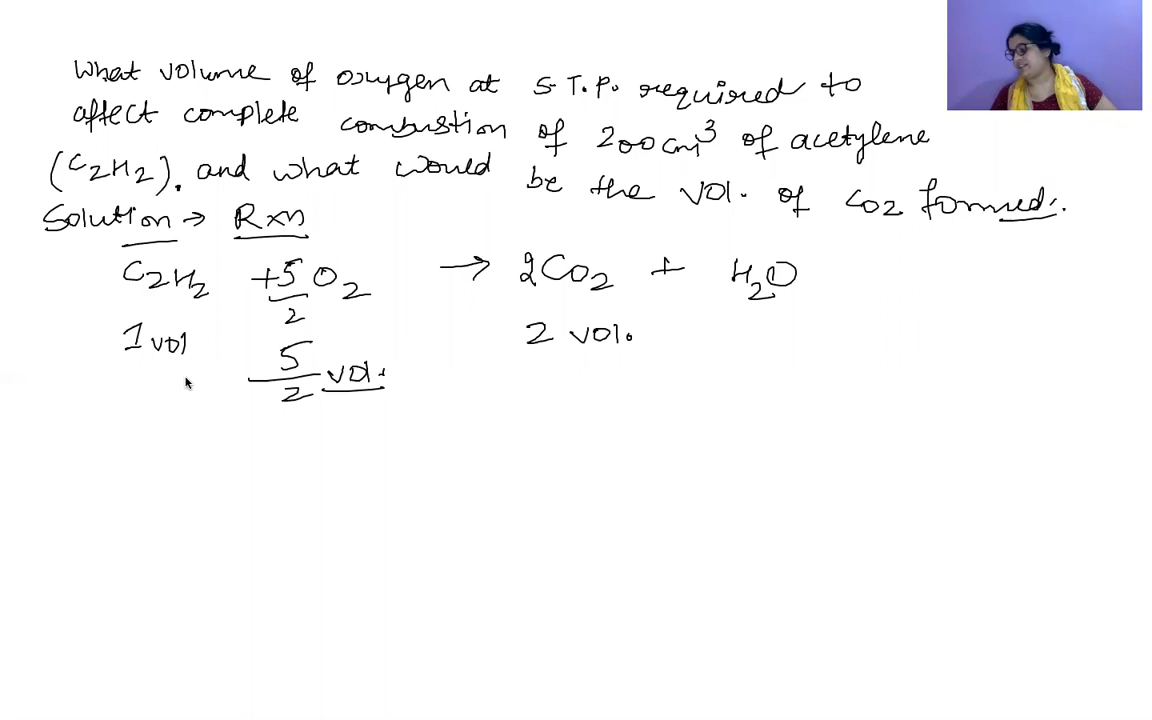 What volume of oxygen at S.T.P. required to
affect complete combustion of 200cm³ of acetylene
(C2H2), and what would be the vol. of CO2 formed.
Solution → Rxn
C2H2 + 5/2 O2 → 2CO2 + H2O
1 vol 5/2 vol. 2 vol.